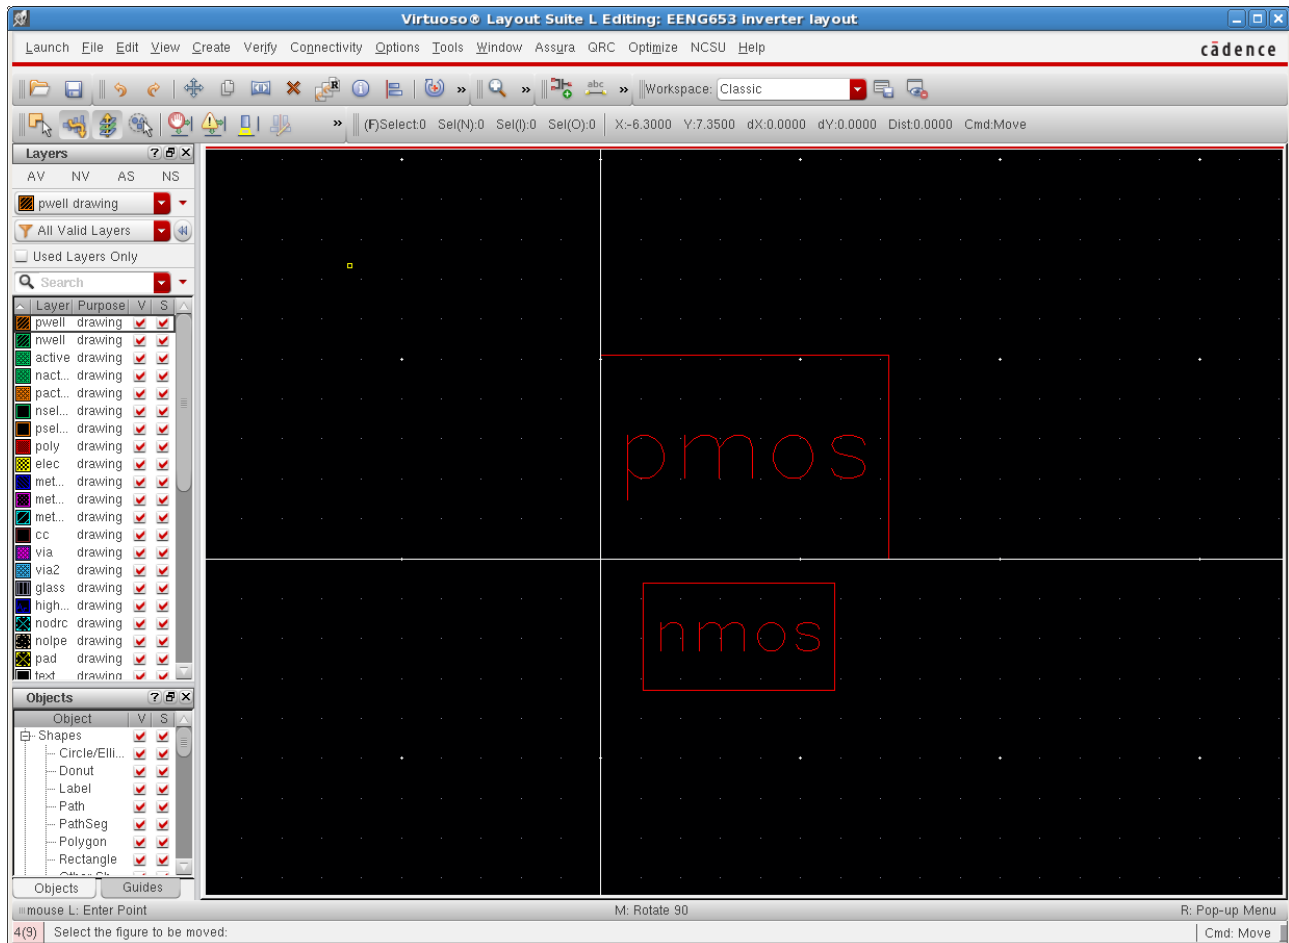 Virtuoso® Layout Suite L Editing: EENG653 inverter layout
Launch File Edit View Create Verify Connectivity Options Tools Window Assura QRC Optimize NCSU Help
cādence
R
abc
Workspace: Classic
(F)Select:0 Sel(N):0 Sel(I):0 Sel(O):0 X:-6.3000 Y:7.3500 dX:0.0000 dY:0.0000 Dist:0.0000 Cmd:Move
Layers
AV NV AS NS
pwell drawing
All Valid Layers
Used Layers Only
Search
Layer Purpose V S
pwell drawing
nwell drawing
active drawing
nact... drawing
pact... drawing
nsel... drawing
psel... drawing
poly drawing
elec drawing
met... drawing
met... drawing
met... drawing
cc drawing
via drawing
via2 drawing
glass drawing
high... drawing
nodrc drawing
nolpe drawing
pad drawing
text drawing
pmos
nmos
Objects
Object V S
Shapes
Circle/Elli...
Donut
Label
Path
PathSeg
Polygon
Rectangle
Objects Guides
mouse L: Enter Point M: Rotate 90 R: Pop-up Menu
4(9) Select the figure to be moved: Cmd: Move